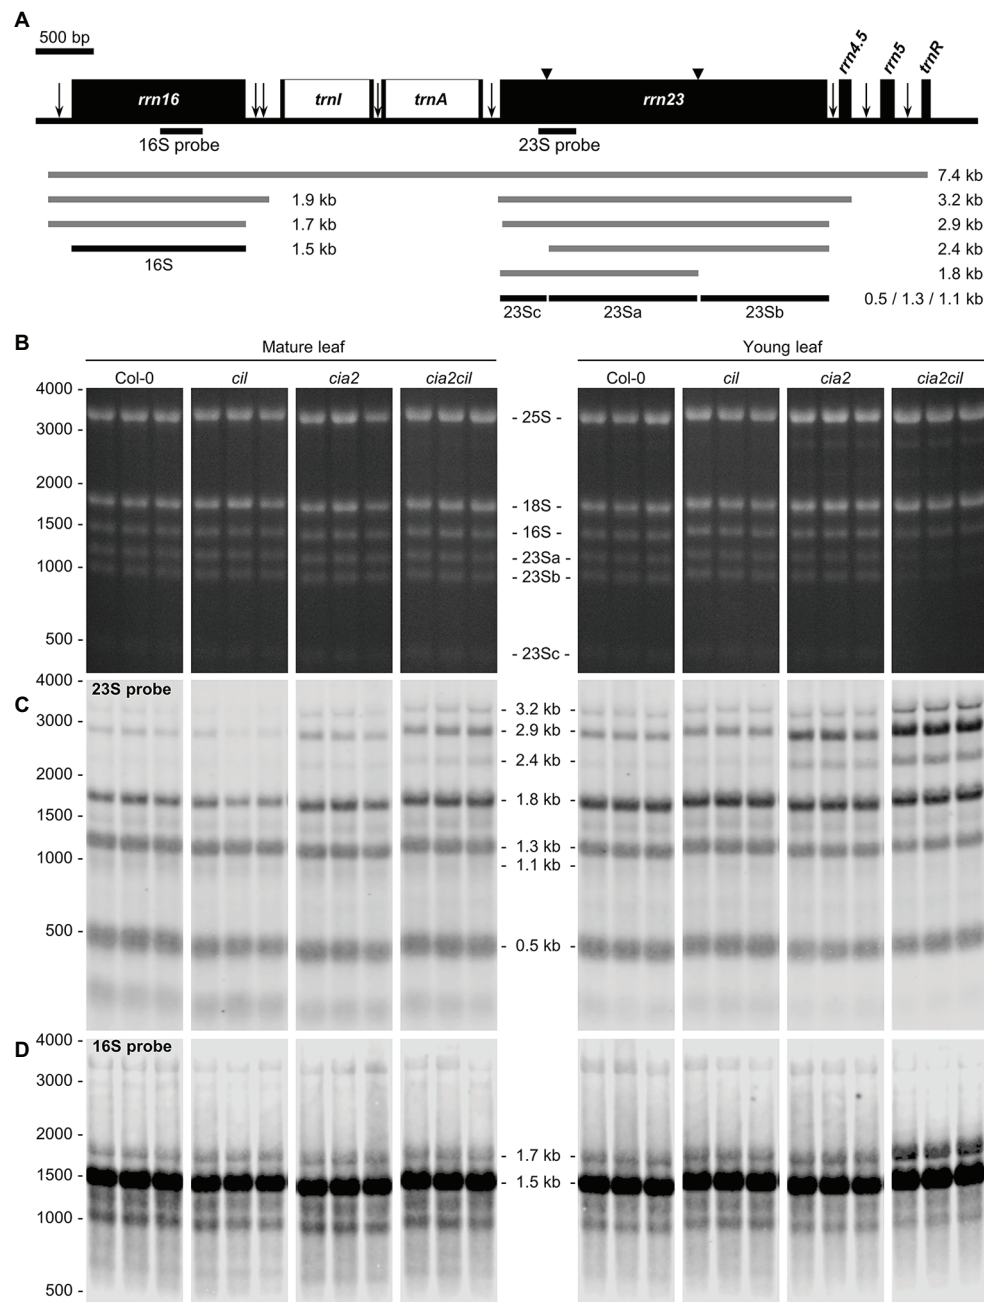 A
500 bp
rrn16
trnI
trnA
rrn23
rrn4.5
rrn5
trnR
16S probe
23S probe
7.4 kb
1.9 kb
3.2 kb
1.7 kb
2.9 kb
1.5 kb
2.4 kb
16S
1.8 kb
0.5 / 1.3 / 1.1 kb
23Sc
23Sa
23Sb
B
Mature leaf
Young leaf
Col-0
cil
cia2
cia2cil
Col-0
cil
cia2
cia2cil
4000 -
3000 -
2000 -
1500 -
1000 -
500 -
- 25S -
- 18S -
- 16S -
- 23Sa -
- 23Sb -
- 23Sc -
C
23S probe
4000 -
3000 -
2000 -
1500 -
1000 -
500 -
- 3.2 kb -
- 2.9 kb -
- 2.4 kb -
- 1.8 kb -
- 1.3 kb -
- 1.1 kb -
- 0.5 kb -
D
16S probe
4000 -
3000 -
2000 -
1500 -
1000 -
500 -
- 1.7 kb -
- 1.5 kb -